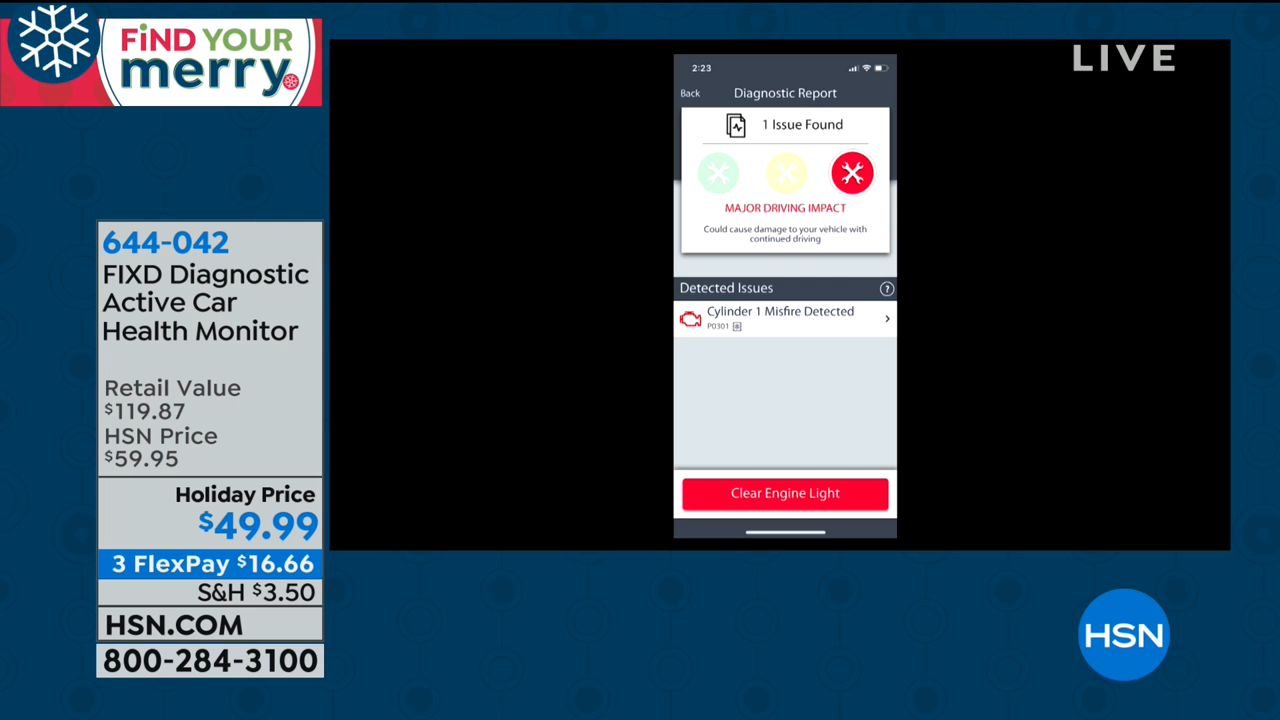 FiND YOUR
merry.
LIVE
644-042
FIXD Diagnostic
Active Car
Health Monitor
Retail Value
$119.87
HSN Price
$59.95
Holiday Price
$49.99
3 FlexPay $16.66
S&H $3.50
HSN.COM
800-284-3100
2:23
Back
Diagnostic Report
1 Issue Found
MAJOR DRIVING IMPACT
Could cause damage to your vehicle with
continued driving
Detected Issues
?
Cylinder 1 Misfire Detected
P0301
Clear Engine Light
HSN